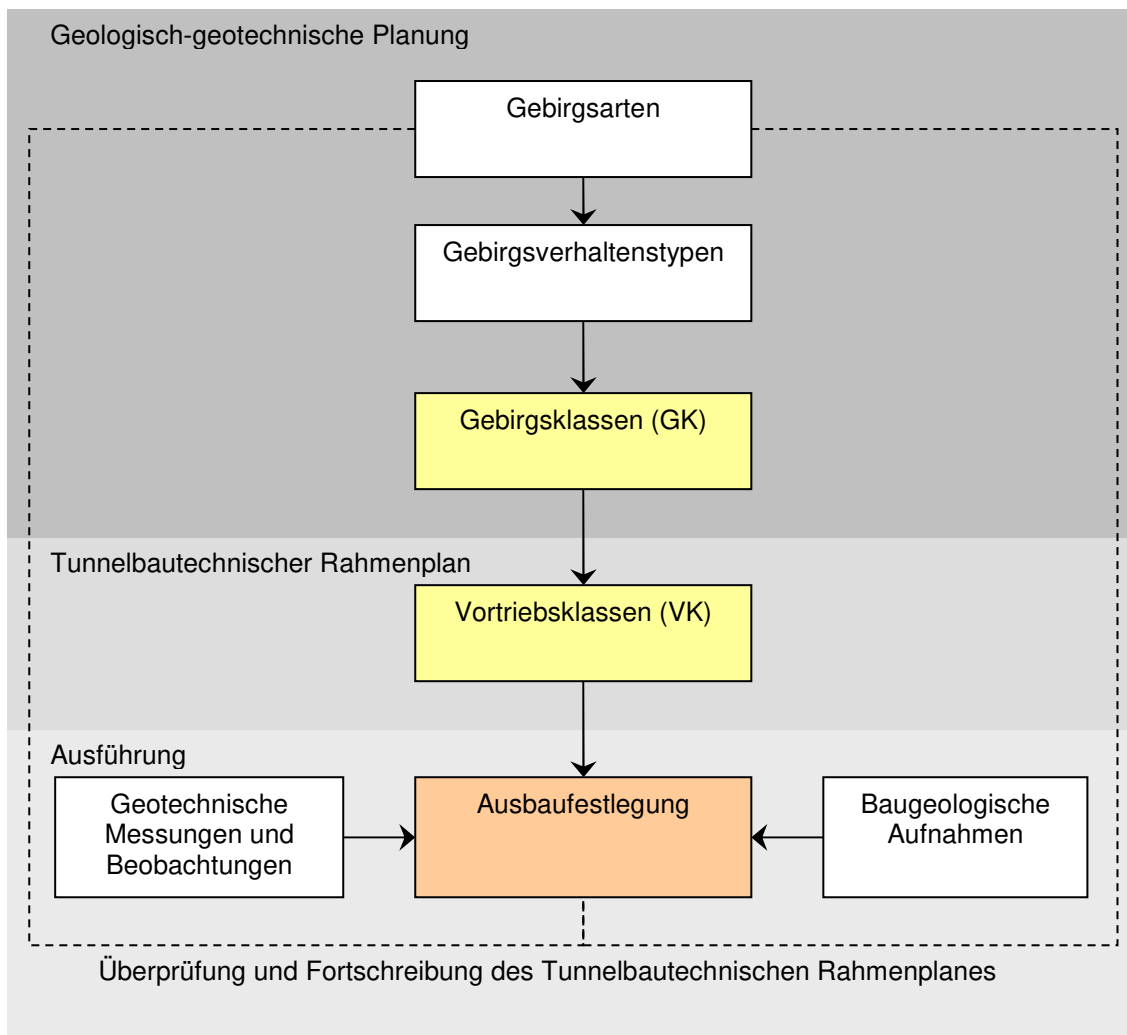 Geologisch-geotechnische Planung
Gebirgsarten
Gebirgsverhaltenstypen
Gebirgsklassen (GK)
Tunnelbautechnischer Rahmenplan
Vortriebsklassen (VK)
Ausführung
Geotechnische
Messungen und
Beobachtungen
Ausbaufestlegung
Baugeologische
Aufnahmen
Überprüfung und Fortschreibung des Tunnelbautechnischen Rahmenplanes